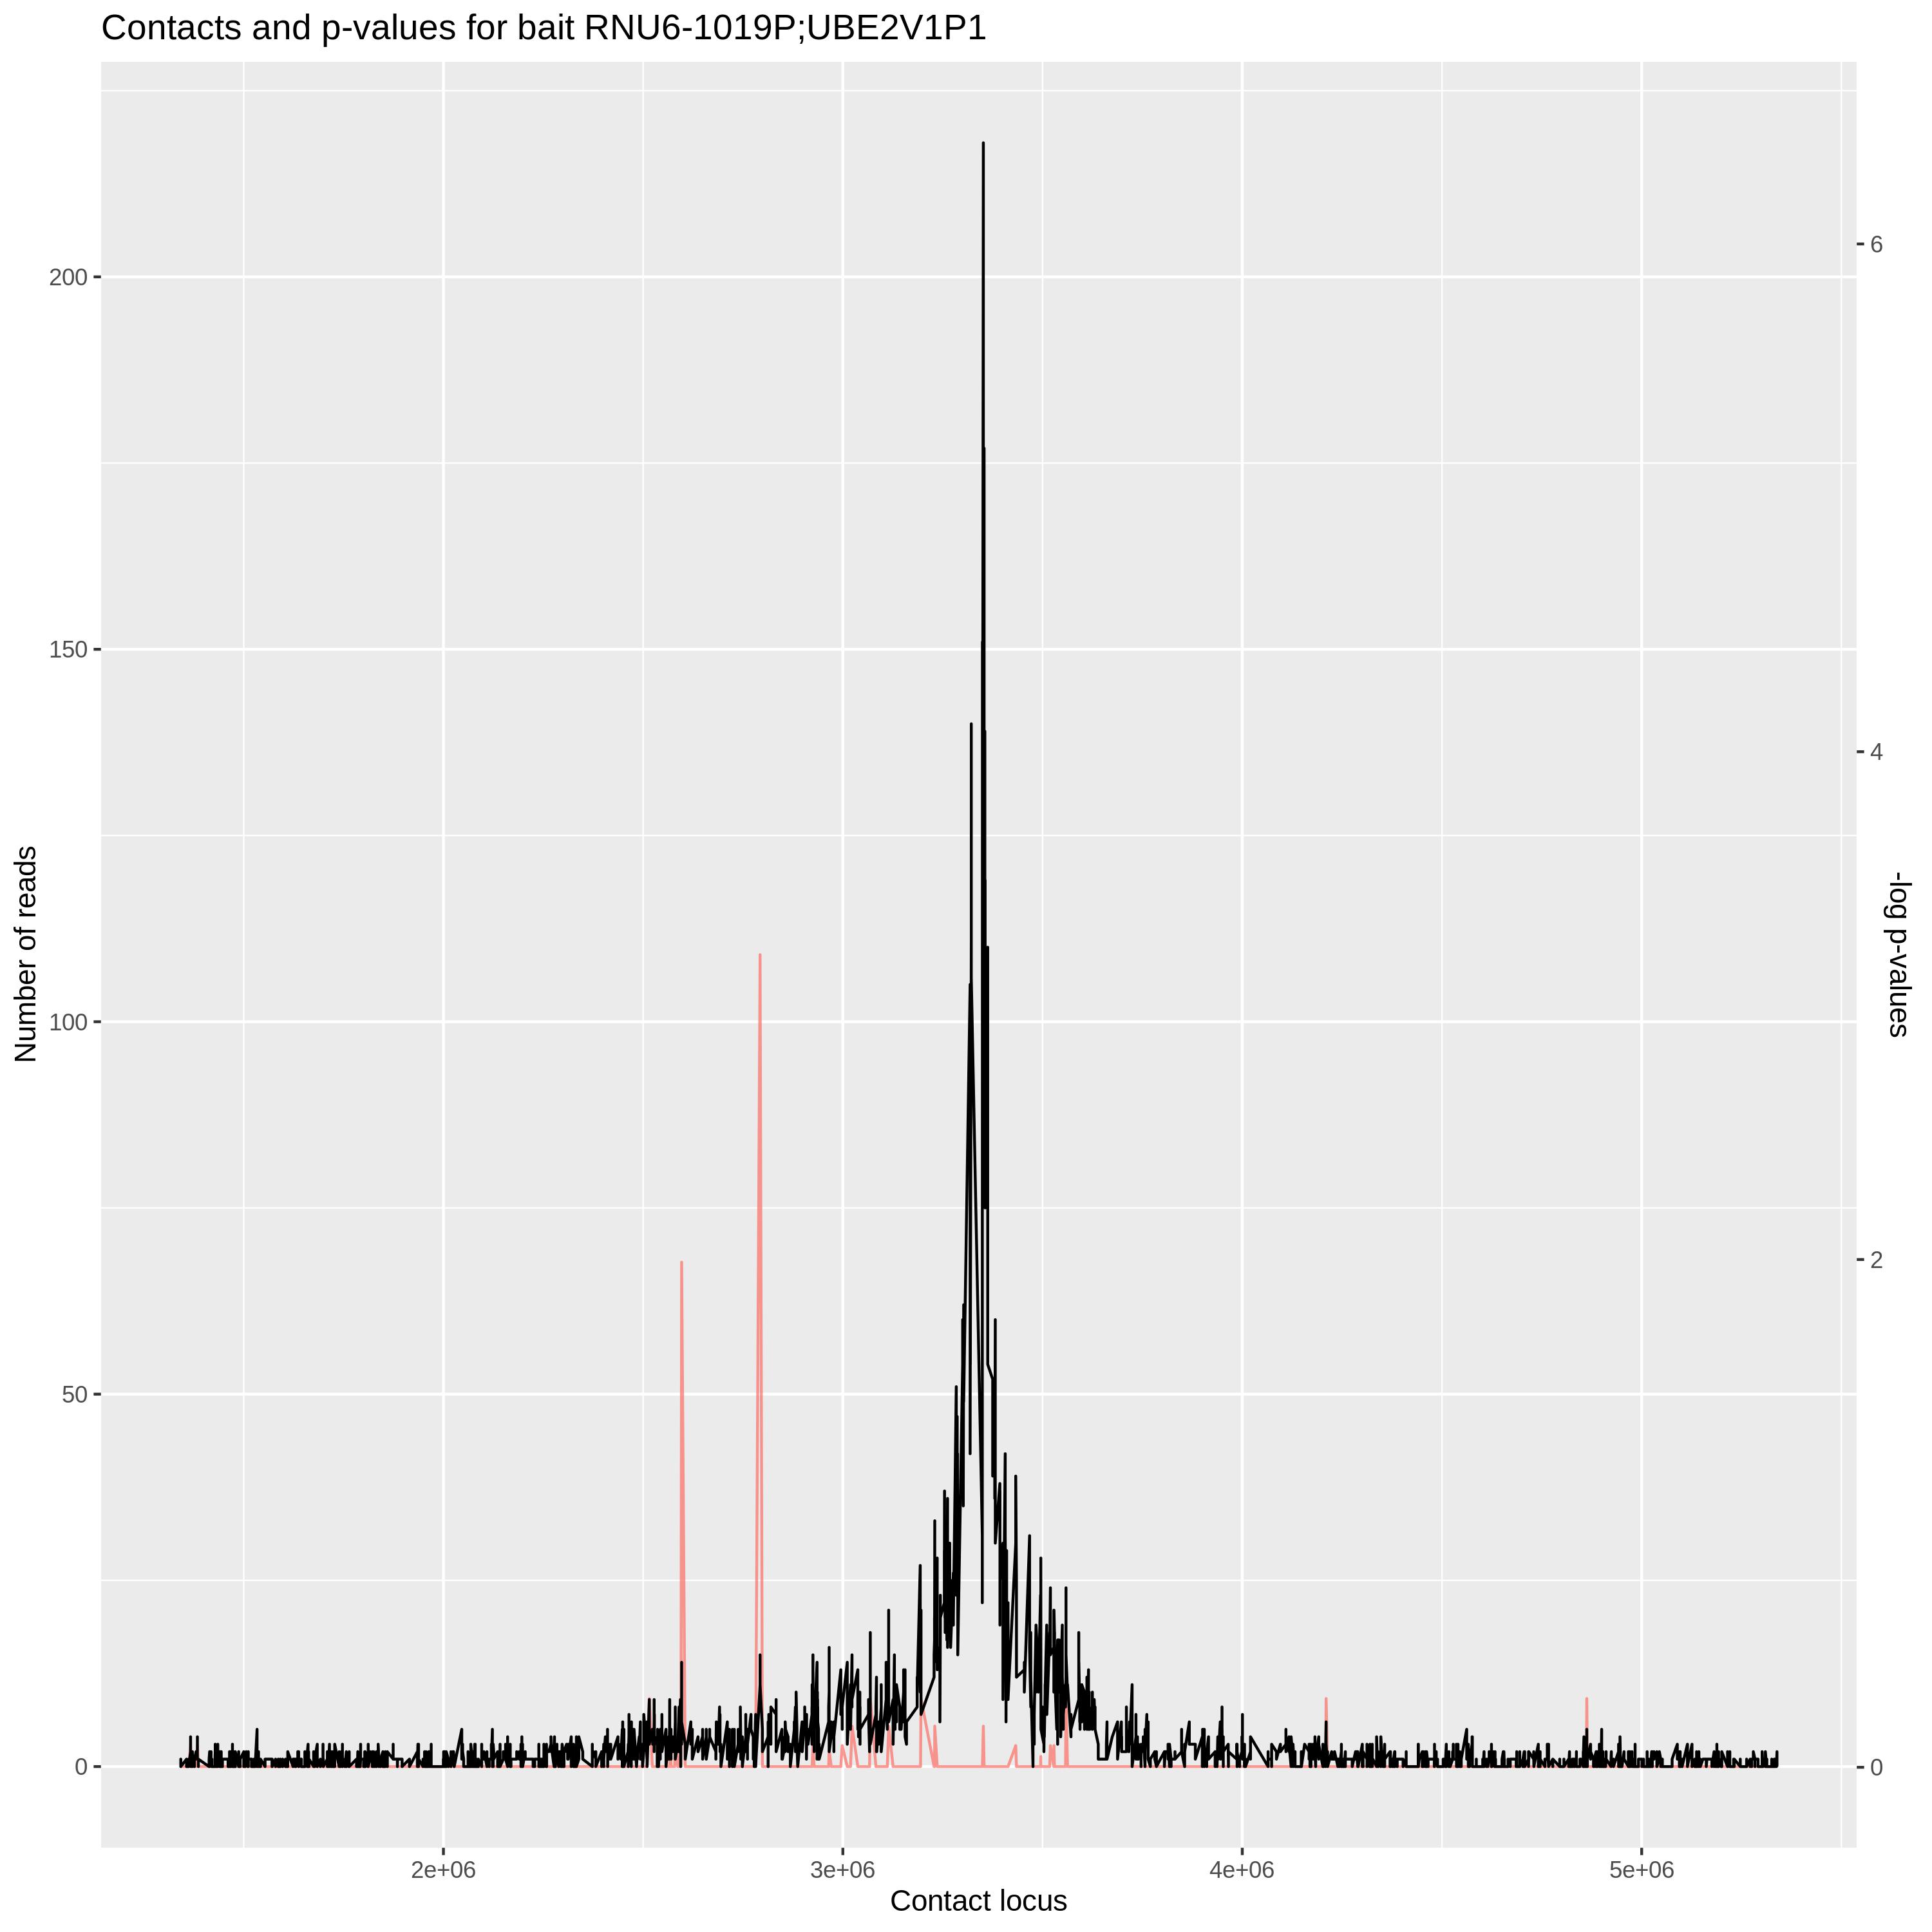 Contacts and p-values for bait RNU6-1019P;UBE2V1P1
200
150
100
50
0
Number of reads
6
4
2
0
-log p-values
2e+06
3e+06
4e+06
5e+06
Contact locus